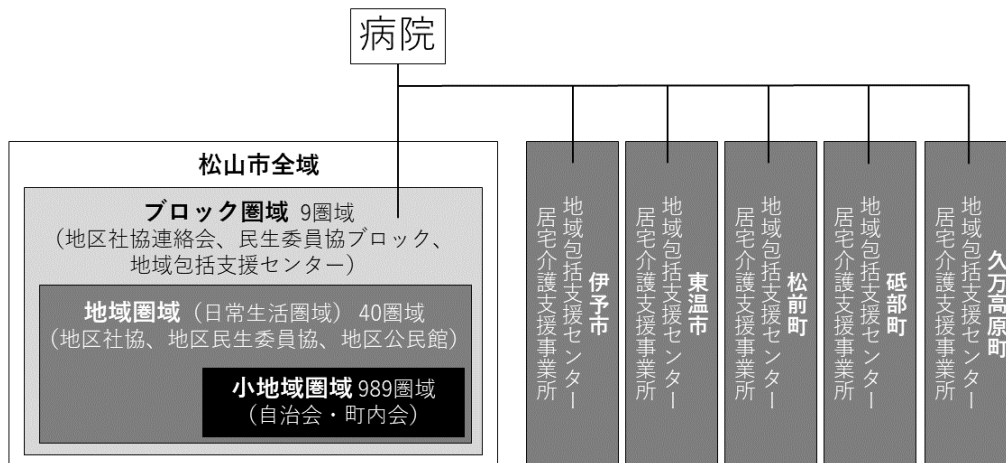 病院
松山市全域
ブロック圏域 9圏域
(地区社協連絡会、民生委員協ブロック、
地域包括支援センター)
地域圏域(日常生活圏域) 40圏域
(地区社協、地区民生委員協、地区公民館)
小地域圏域 989圏域
(自治会・町内会)
伊予市
地域包括支援センター
居宅介護支援事業所
東温市
地域包括支援センター
居宅介護支援事業所
松前町
地域包括支援センター
居宅介護支援事業所
砥部町
地域包括支援センター
居宅介護支援事業所
久万高原町
地域包括支援センター
居宅介護支援事業所